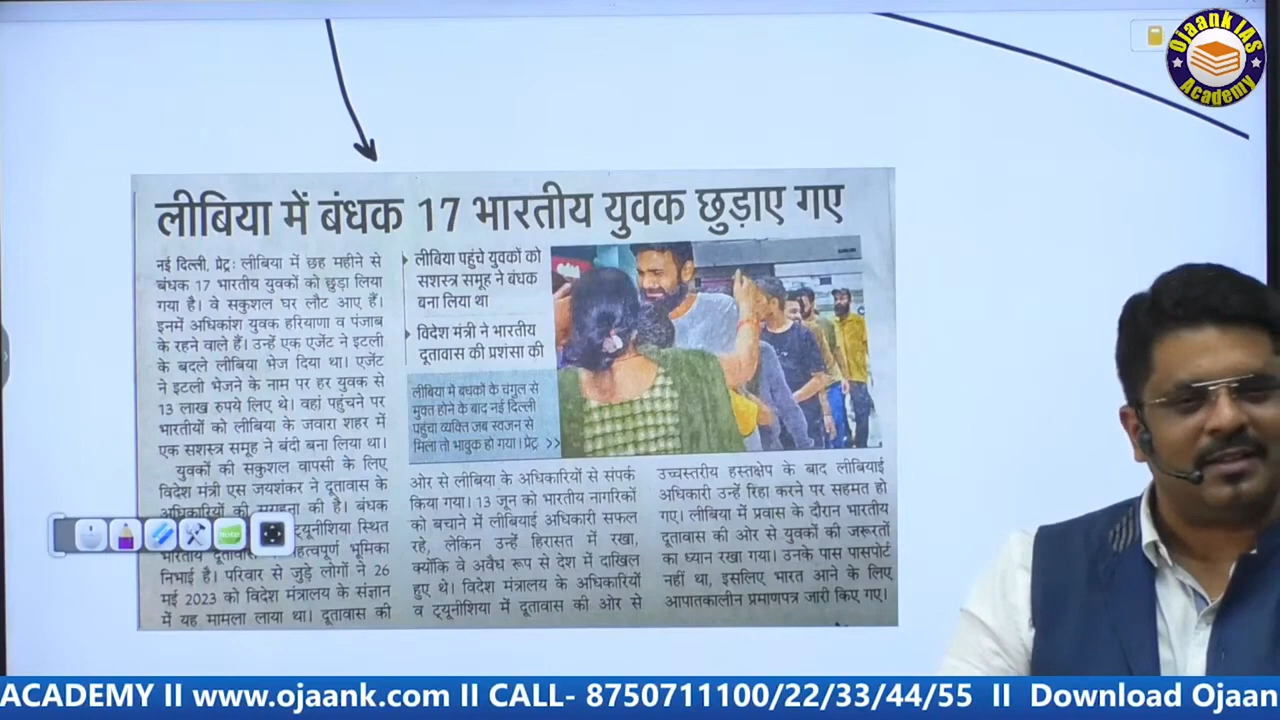 Ojaank IAS
Academy
लीबिया में बंधक 17 भारतीय युवक छुड़ाए गए
नई दिल्ली, प्रेट्र: लीबिया में छह महीने से
बंधक 17 भारतीय युवकों को छुड़ा लिया
गया है। वे सकुशल घर लौट आए हैं।
इनमें अधिकांश युवक हरियाणा व पंजाब
के रहने वाले हैं। उन्हें एक एजेंट ने इटली
के बदले लीबिया भेज दिया था। एजेंट
ने इटली भेजने के नाम पर हर युवक से
13 लाख रुपये लिए थे। वहां पहुंचने पर
भारतीयों को लीबिया के जवारा शहर में
एक सशस्त्र समूह ने बंदी बना लिया था।
युवकों की सकुशल वापसी के लिए
विदेश मंत्री एस जयशंकर ने दूतावास के
अधिकारियों की सराहना की है। बंधक
ट्यूनीशिया स्थित
भारतीय दूतावास
निभाई है। परिवार से जुड़े लोगों ने 26
मई 2023 को विदेश मंत्रालय के संज्ञान
में यह मामला लाया था। दूतावास की
लीबिया पहुंचे युवकों को
सशस्त्र समूह ने बंधक
बना लिया था
विदेश मंत्री ने भारतीय
दूतावास की प्रशंसा की
लीबिया में बंधकों के चंगुल से
मुक्त होने के बाद नई दिल्ली
पहुंचा व्यक्ति जब स्वजन से
मिला तो भावुक हो गया। प्रेट्र >>
ओर से लीबिया के अधिकारियों से संपर्क
किया गया। 13 जून को भारतीय नागरिकों
को बचाने में लीबियाई अधिकारी सफल
रहे, लेकिन उन्हें हिरासत में रखा,
क्योंकि वे अवैध रूप से देश में दाखिल
हुए थे। विदेश मंत्रालय के अधिकारियों
व ट्यूनीशिया में दूतावास की ओर से
उच्चस्तरीय हस्तक्षेप के बाद लीबियाई
अधिकारी उन्हें रिहा करने पर सहमत हो
गए। लीबिया में प्रवास के दौरान भारतीय
दूतावास की ओर से युवकों की जरूरतों
का ध्यान रखा गया। उनके पास पासपोर्ट
नहीं था, इसलिए भारत आने के लिए
आपातकालीन प्रमाणपत्र जारी किए गए।
Note
ACADEMY II www.ojaank.com II CALL- 8750711100/22/33/44/55 II Download Ojaan